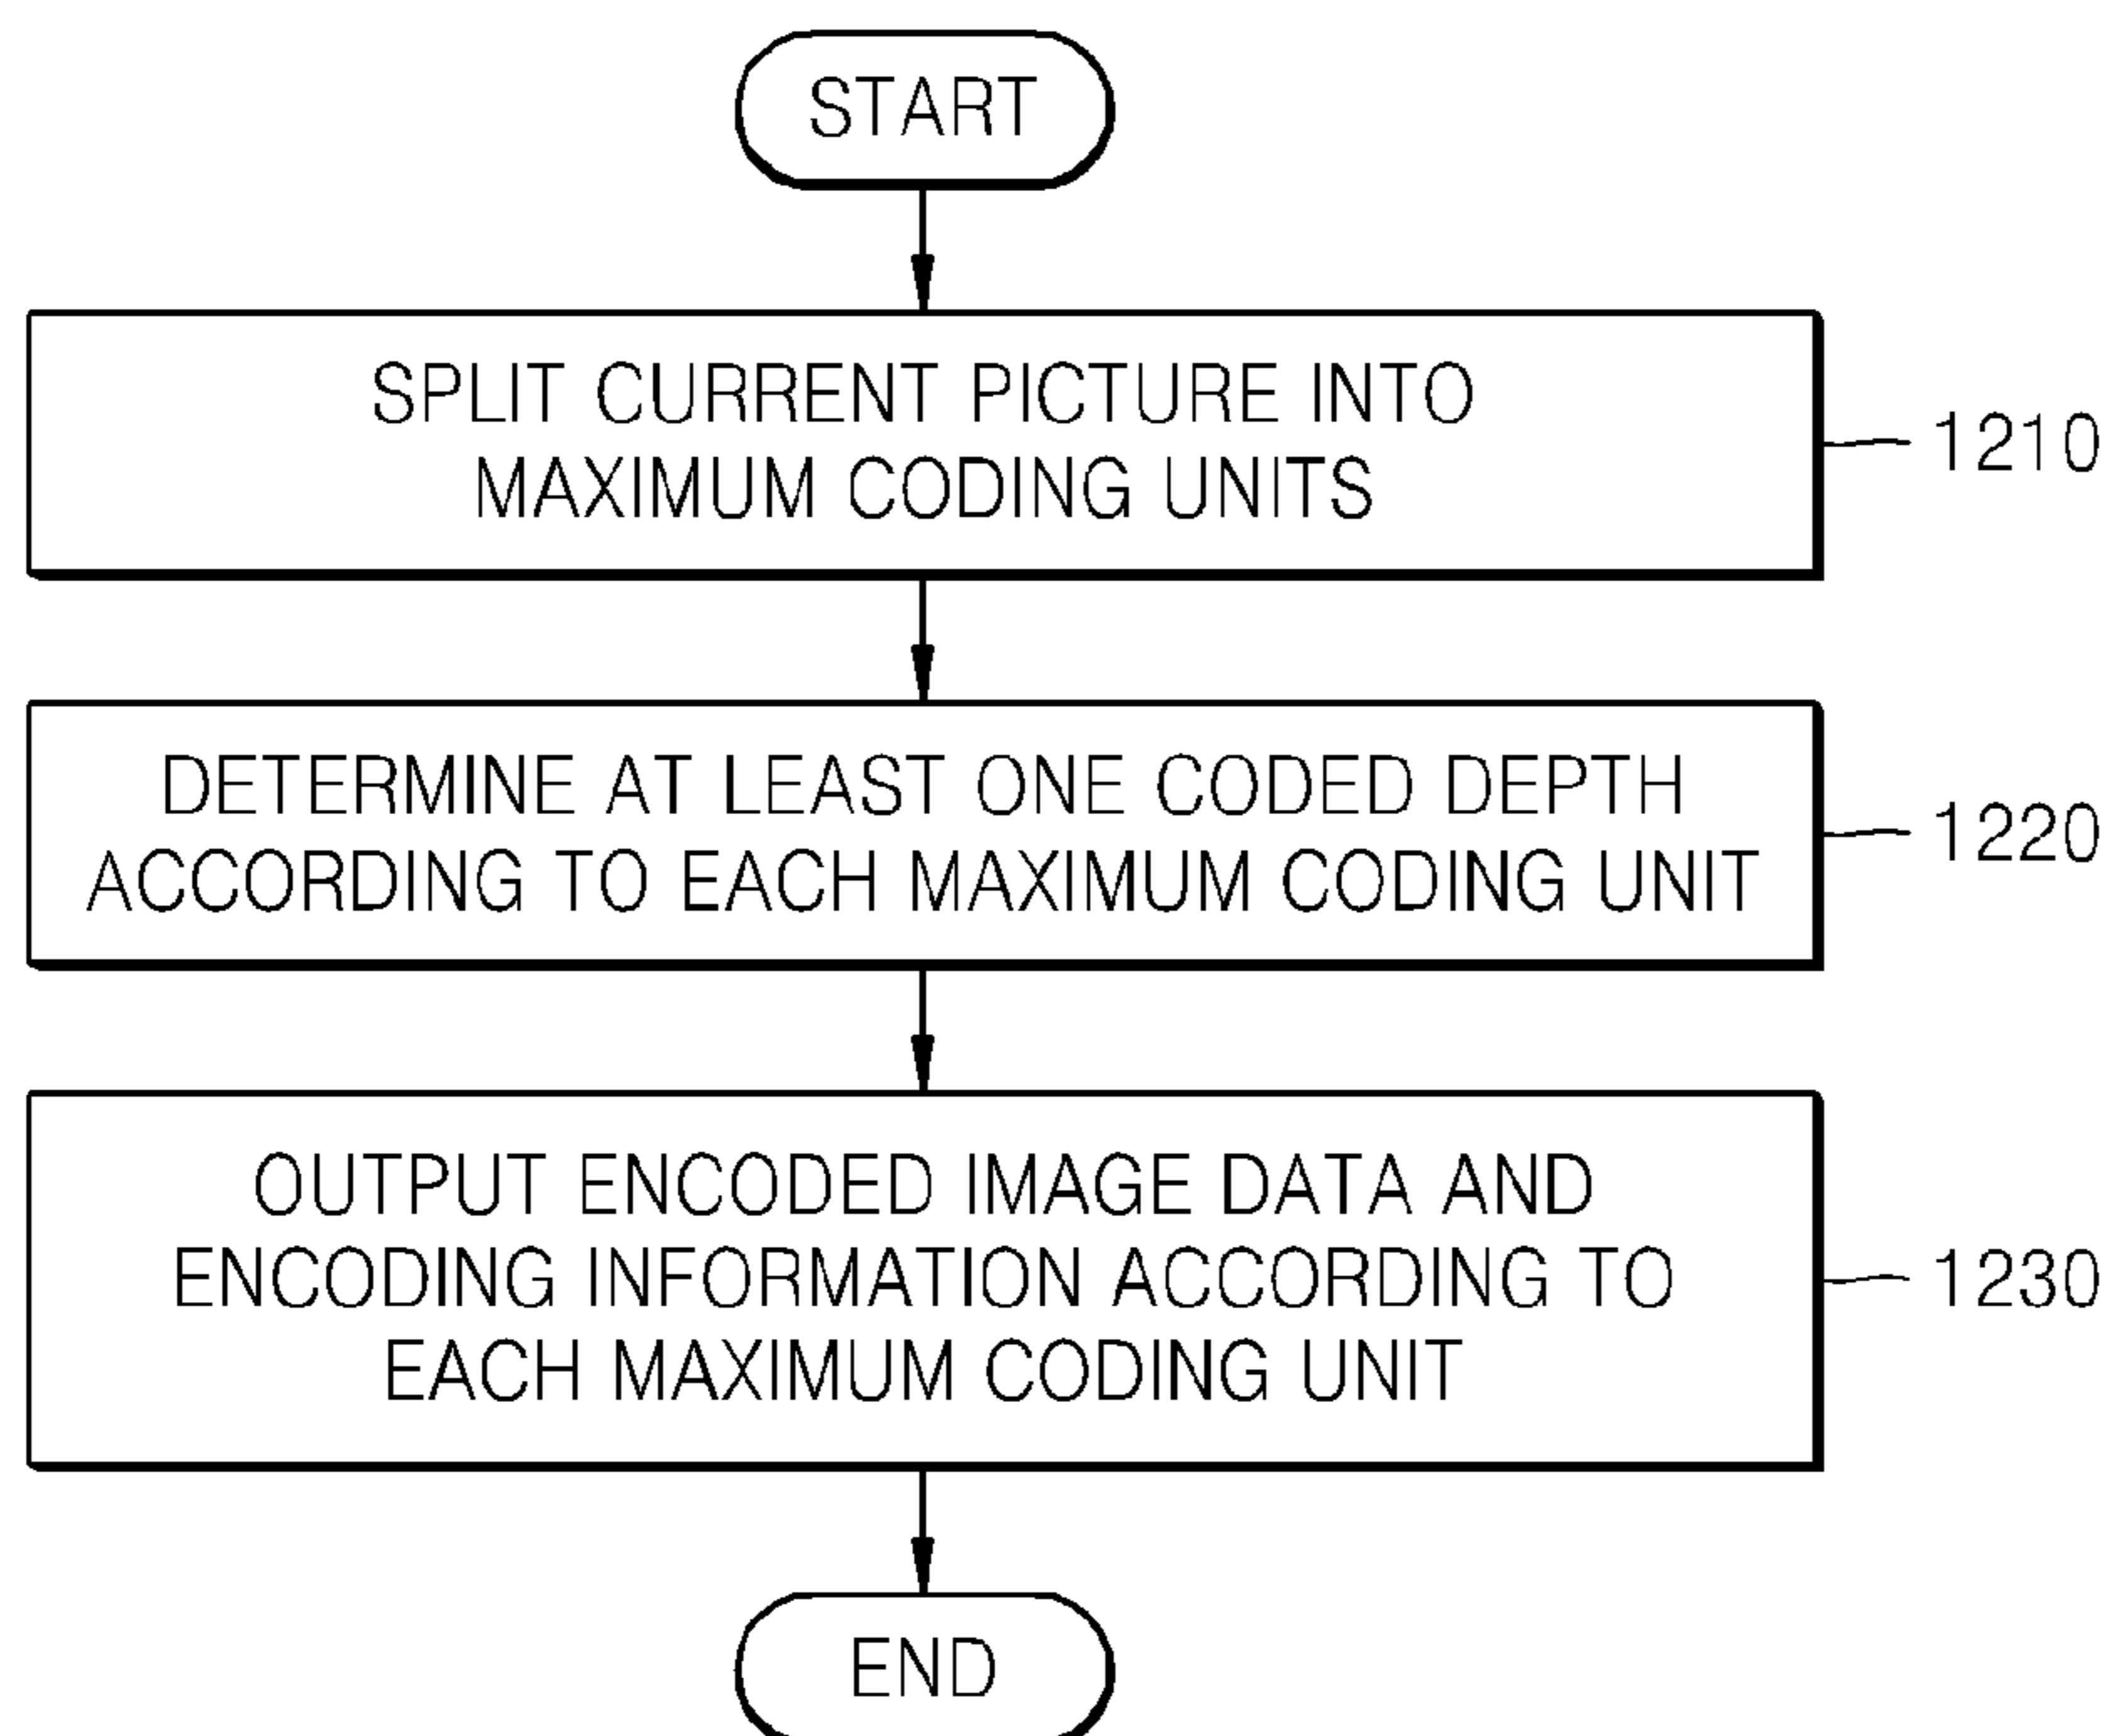 START
SPLIT CURRENT PICTURE INTO
MAXIMUM CODING UNITS
1210
DETERMINE AT LEAST ONE CODED DEPTH
ACCORDING TO EACH MAXIMUM CODING UNIT
1220
OUTPUT ENCODED IMAGE DATA AND
ENCODING INFORMATION ACCORDING TO
EACH MAXIMUM CODING UNIT
1230
END